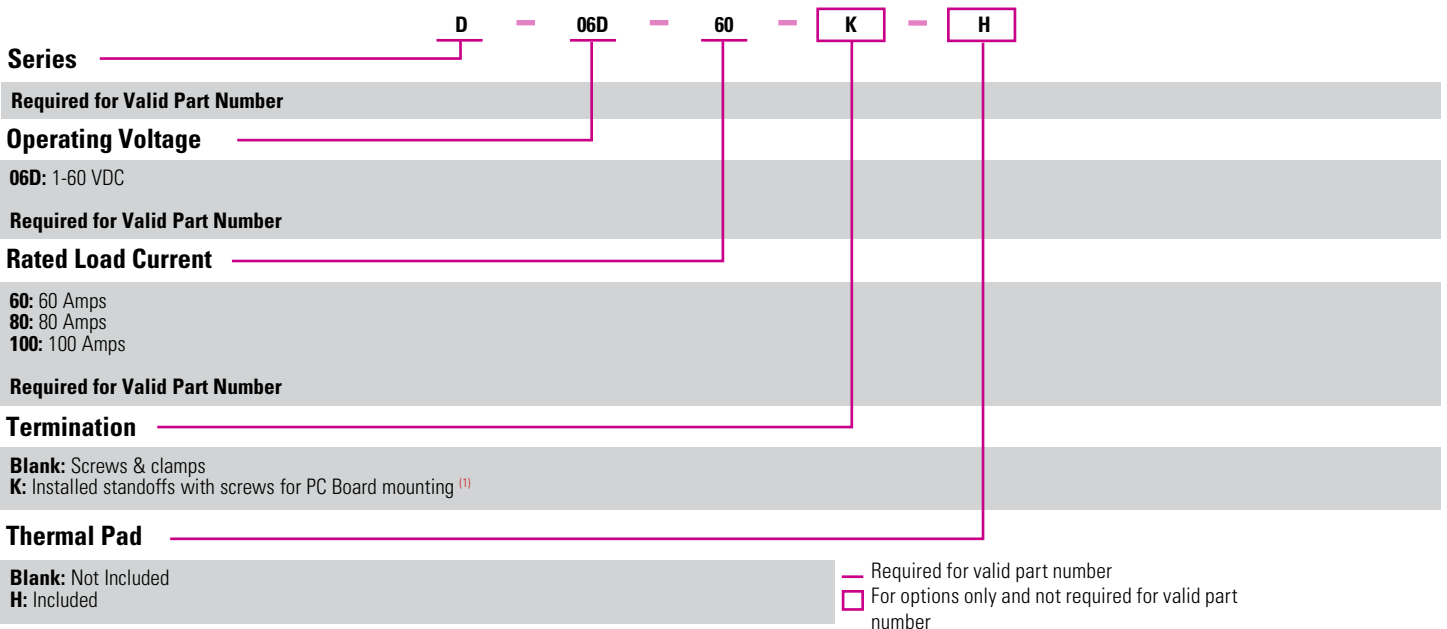 D – 06D – 60 – K – H
Series
Required for Valid Part Number
Operating Voltage
06D: 1-60 VDC
Required for Valid Part Number
Rated Load Current
60: 60 Amps
80: 80 Amps
100: 100 Amps
Required for Valid Part Number
Termination
Blank: Screws & clamps
K: Installed standoffs with screws for PC Board mounting (1)
Thermal Pad
Blank: Not Included
H: Included
Required for valid part number
For options only and not required for valid part
number